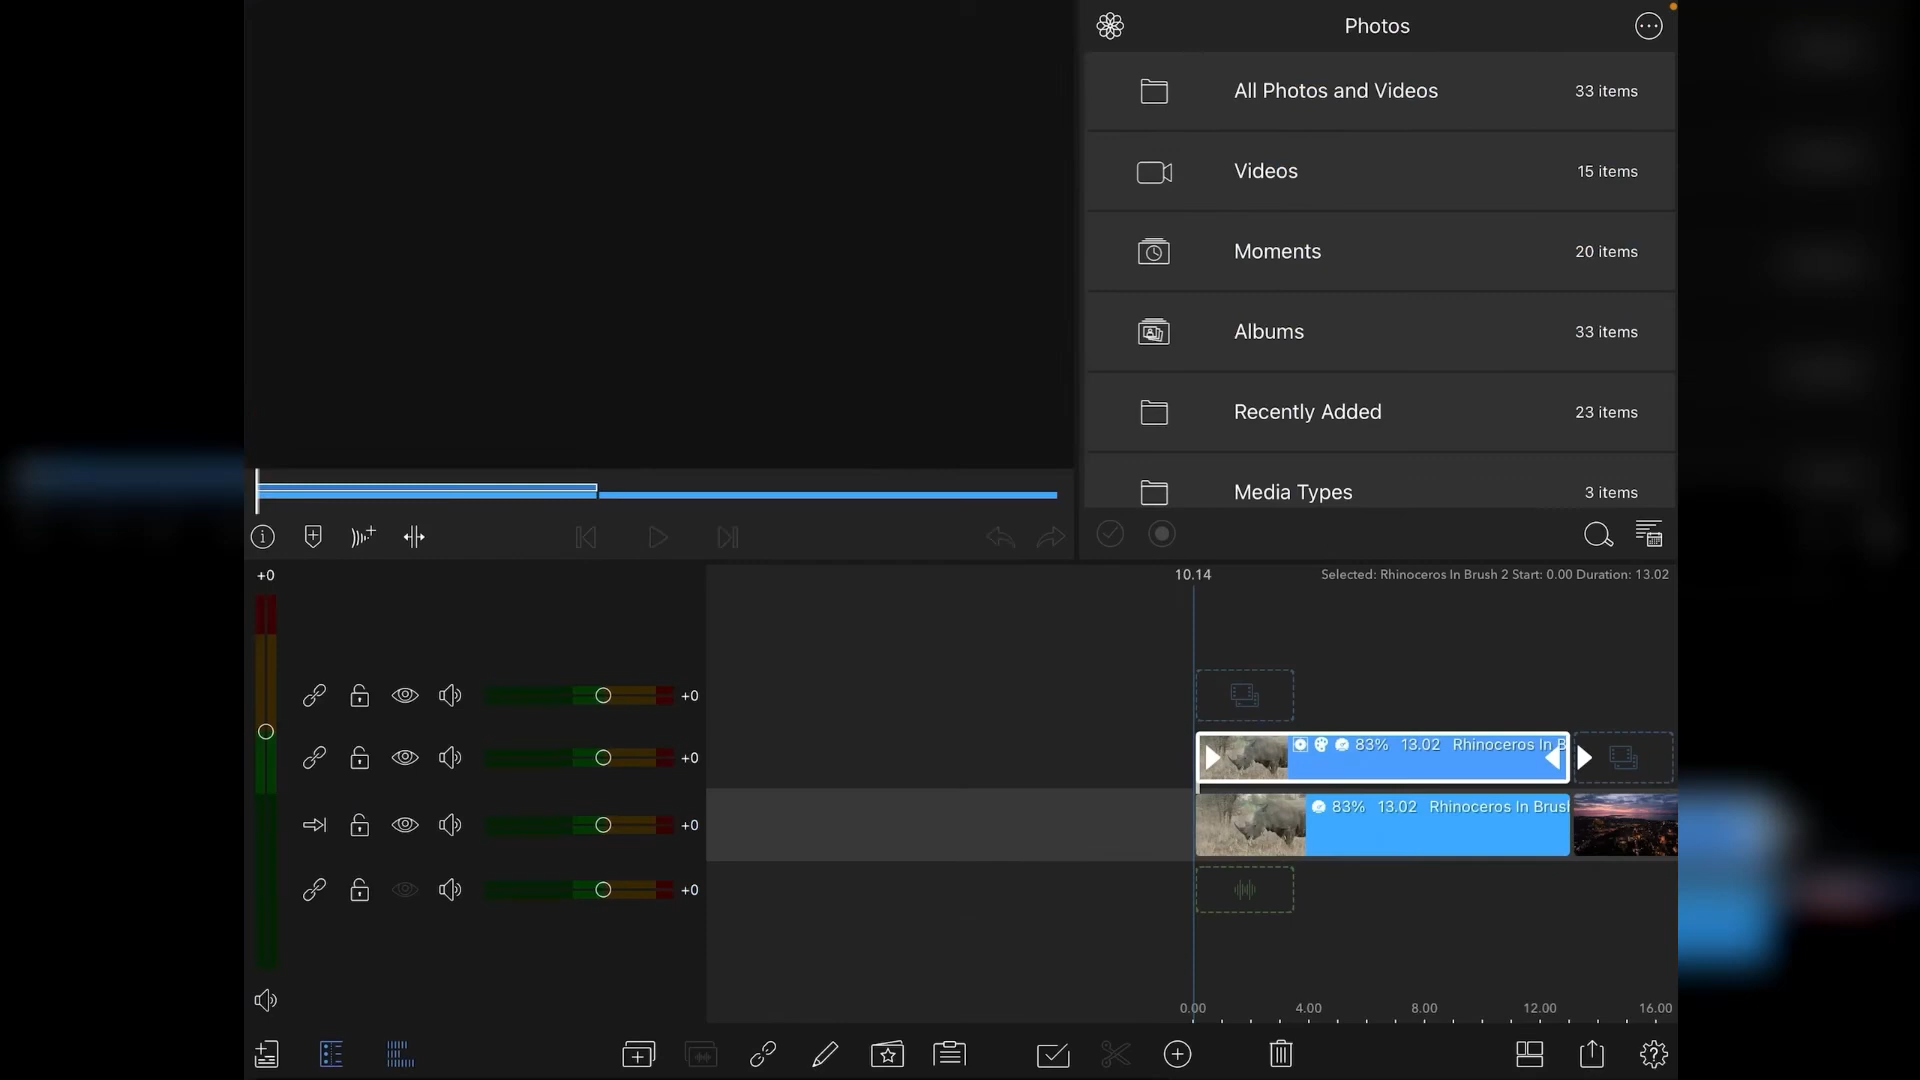 Photos
All Photos and Videos 33 items
Videos 15 items
Moments 20 items
Albums 33 items
Recently Added 23 items
Media Types 3 items
+0
10.14
Selected: Rhinoceros In Brush 2 Start: 0.00 Duration: 13.02
+0
83% 13.02 Rhinoceros In B
+0
83% 13.02 Rhinoceros In Brus
+0
+0
0.00 4.00 8.00 12.00 16.00